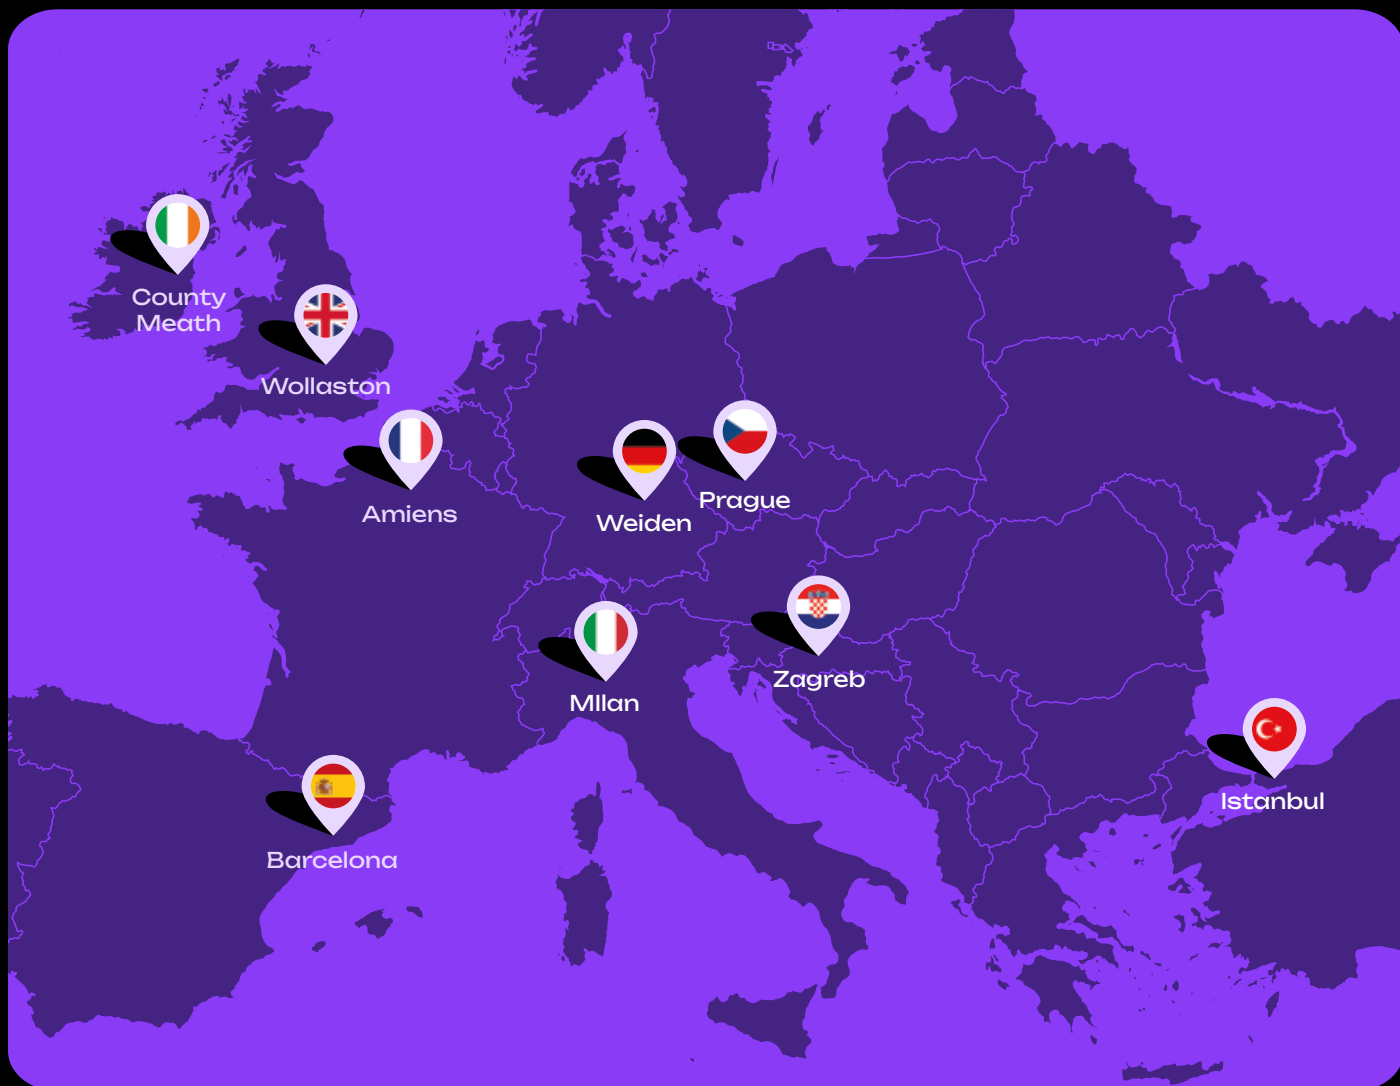 County
Meath
Wollaston
Amiens
Weiden
Prague
Zagreb
MIlan
Istanbul
Barcelona